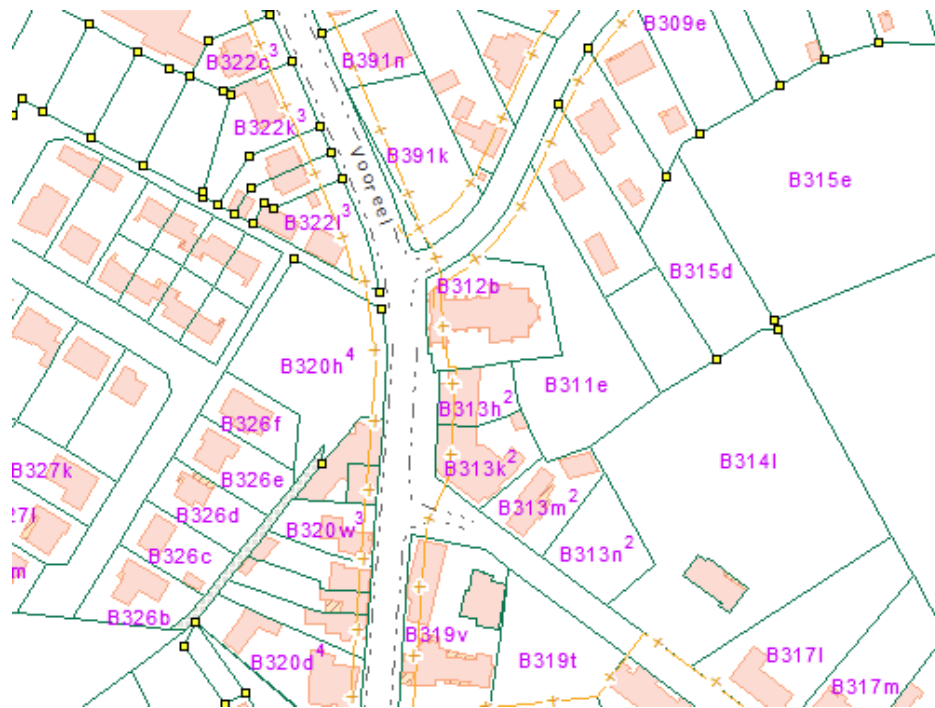 B309e
B322c³
B391n
B322k³
B391k
Vooreel
B315e
B322l³
B315d
B312b
B320h⁴
B311e
B313h²
B326f
B327k
B326e
B313k²
B314l
B313m²
27l
B326d
B320w³
B313n²
B326c
m
B326b
B319v
B320d⁴
B319t
B317l
B317m